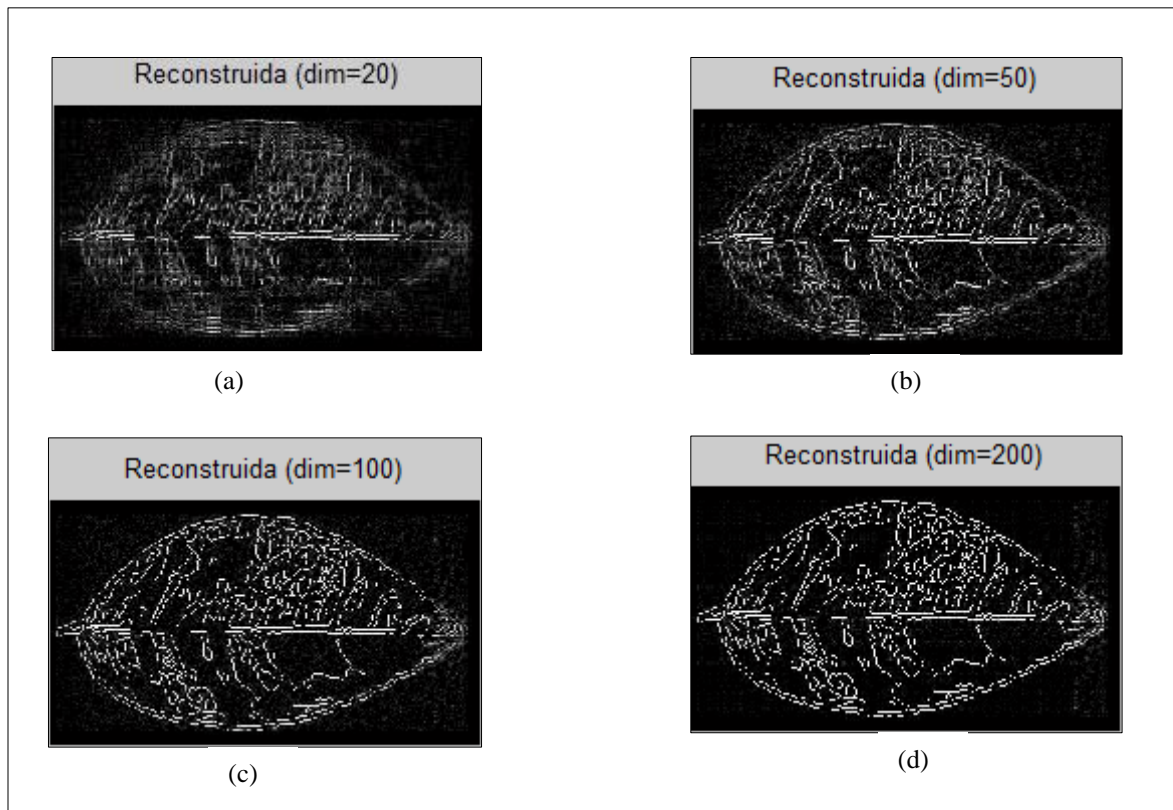 Reconstruida (dim=20)
Reconstruida (dim=50)
(a)
(b)
Reconstruida (dim=100)
Reconstruida (dim=200)
(c)
(d)